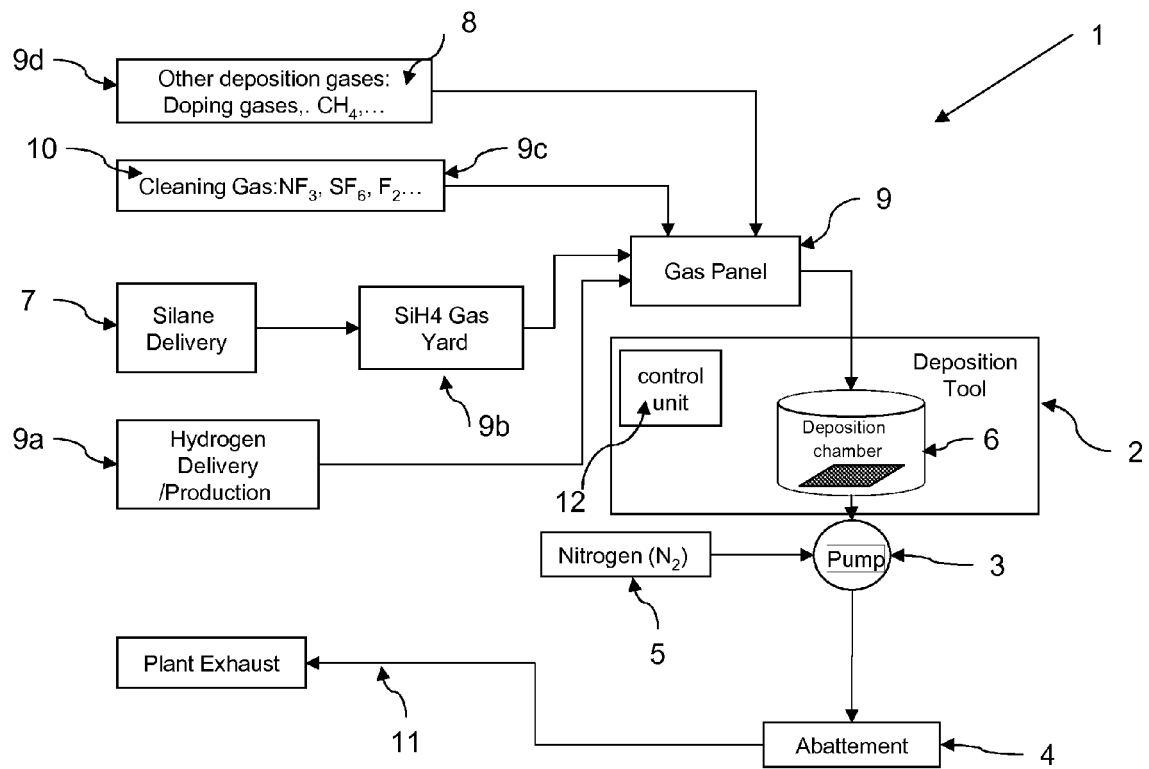 8
1
9d
Other deposition gases:
Doping gases,. CH4,...
10
9c
Cleaning Gas:NF3, SF6, F2...
9
Gas Panel
7
Silane
Delivery
SiH4 Gas
Yard
9b
control
unit
Deposition
Tool
Deposition
chamber
6
2
9a
Hydrogen
Delivery
/Production
12
Nitrogen (N2)
Pump
3
5
Plant Exhaust
11
Abattement
4